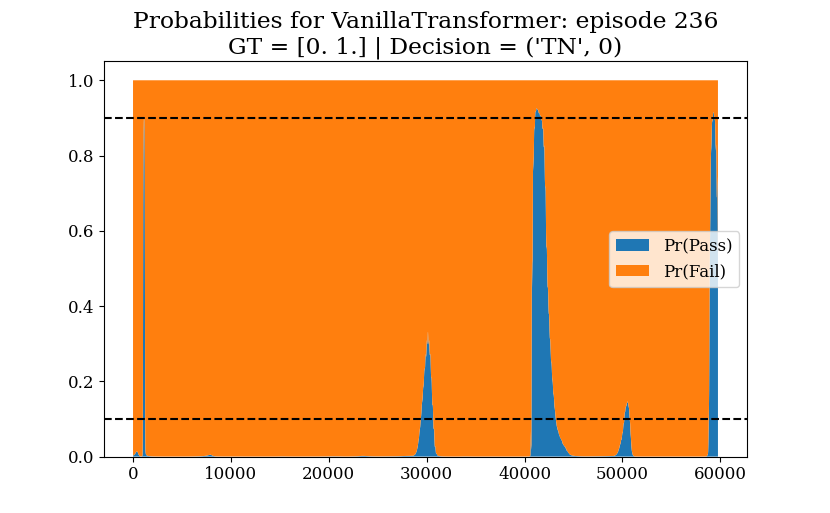 Probabilities for VanillaTransformer: episode 236
GT = [0. 1.] | Decision = ('TN', 0)
1.0
0.8
0.6
0.4
0.2
0.0
Pr(Pass)
Pr(Fail)
0 10000 20000 30000 40000 50000 60000